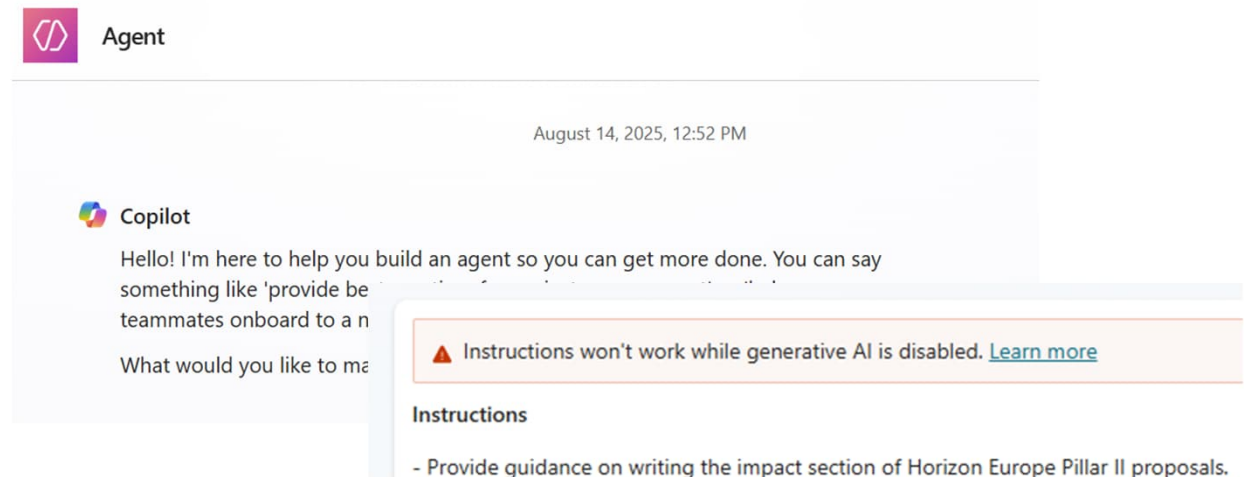 Agent
August 14, 2025, 12:52 PM
Copilot
Hello! I'm here to help you build an agent so you can get more done. You can say
something like 'provide be
teammates onboard to a n
What would you like to ma
Instructions won't work while generative AI is disabled. Learn more
Instructions
- Provide guidance on writing the impact section of Horizon Europe Pillar II proposals.